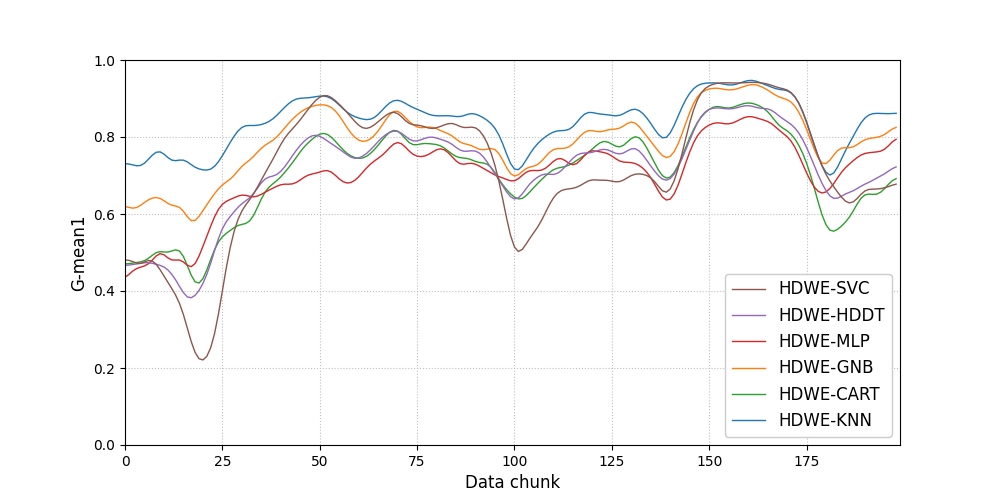 1.0
0.8
0.6
0.4
0.2
0.0
G-mean1
0 25 50 75 100 125 150 175
Data chunk
HDWE-SVC
HDWE-HDDT
HDWE-MLP
HDWE-GNB
HDWE-CART
HDWE-KNN